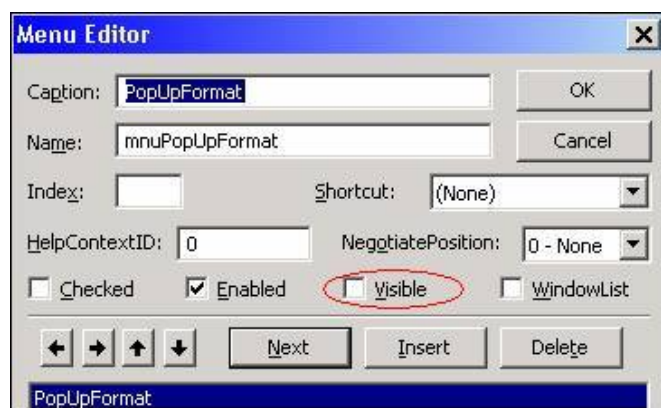 Menu Editor
Caption: PopUpFormat OK
Name: mnuPopUpFormat Cancel
Index: Shortcut: (None)
HelpContextID: 0 NegotiatePosition: 0 - None
Checked Enabled Visible WindowList
Next Insert Delete
PopUpFormat